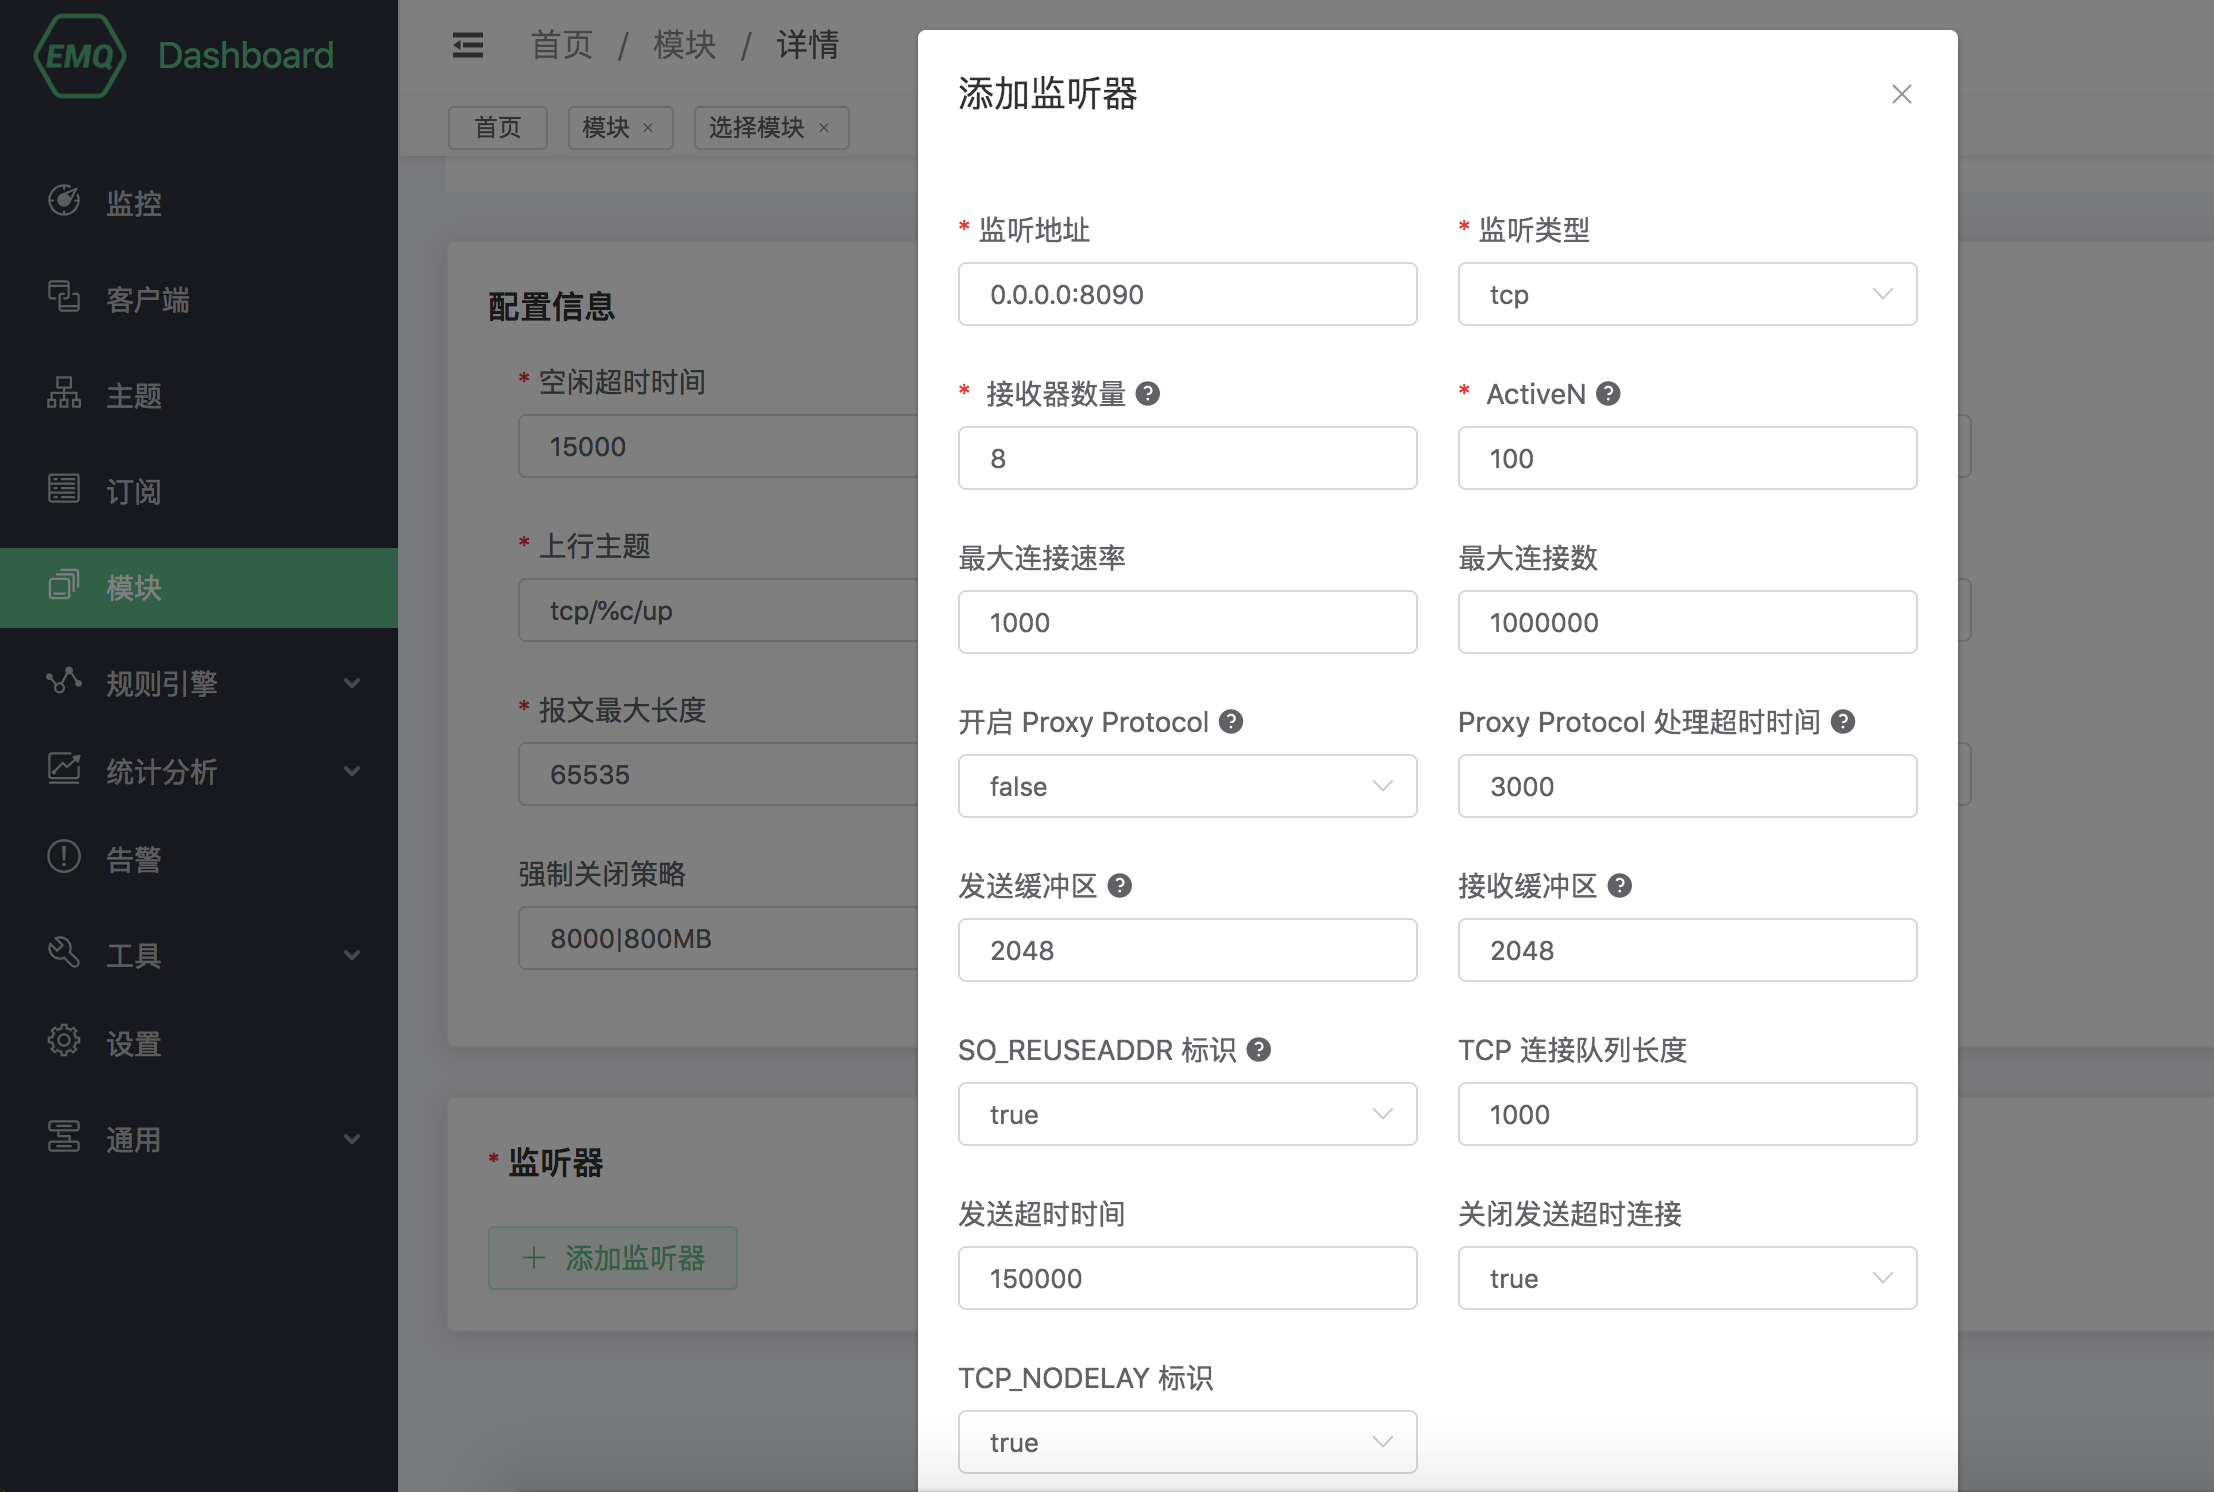 EMQ Dashboard
监控
客户端
主题
订阅
模块
规则引擎
统计分析
告警
工具
设置
通用
首页 / 模块 / 详情
首页 模块 × 选择模块 ×
配置信息
* 空闲超时时间
15000
* 上行主题
tcp/%c/up
* 报文最大长度
65535
强制关闭策略
8000|800MB
* 监听器
+ 添加监听器
添加监听器
* 监听地址 * 监听类型
0.0.0.0:8090 tcp
* 接收器数量 ? * ActiveN ?
8 100
最大连接速率 最大连接数
1000 1000000
开启 Proxy Protocol ? Proxy Protocol 处理超时时间 ?
false 3000
发送缓冲区 ? 接收缓冲区 ?
2048 2048
SO_REUSEADDR 标识 ? TCP 连接队列长度
true 1000
发送超时时间 关闭发送超时连接
150000 true
TCP_NODELAY 标识
true